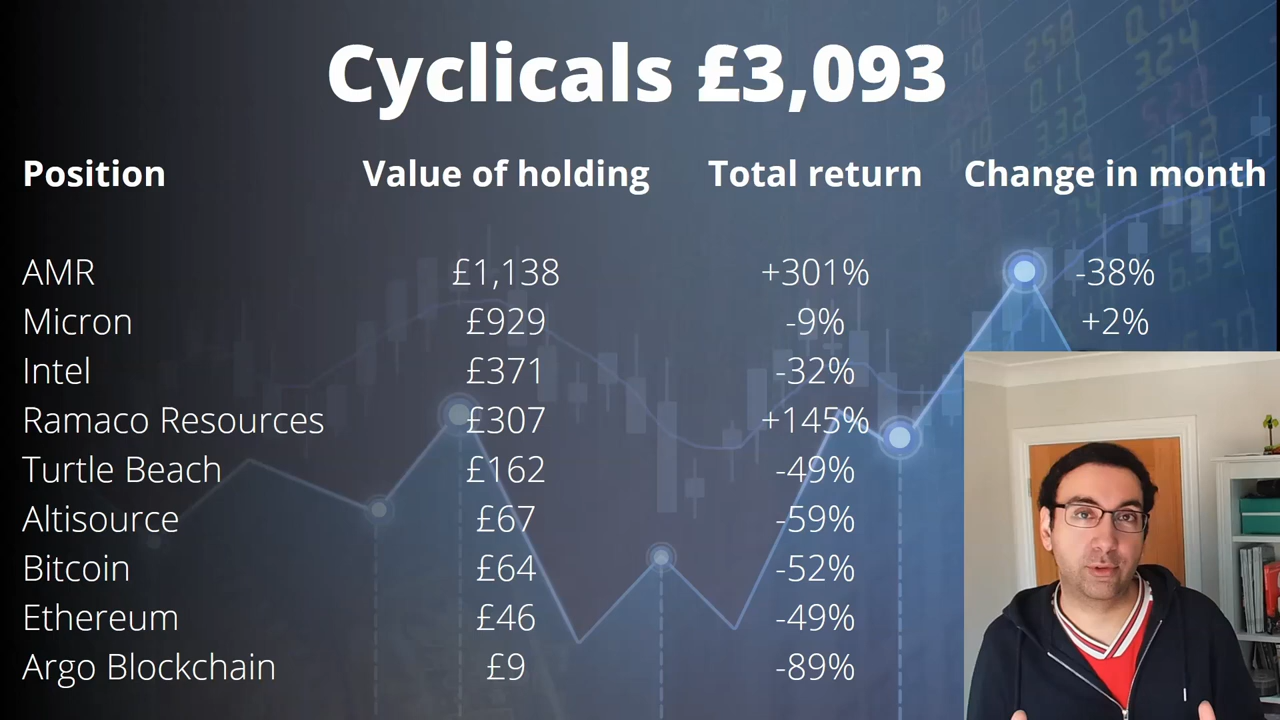 Cyclicals £3,093
Position Value of holding Total return Change in month
AMR £1,138 +301% -38%
Micron £929 -9% +2%
Intel £371 -32%
Ramaco Resources £307 +145%
Turtle Beach £162 -49%
Altisource £67 -59%
Bitcoin £64 -52%
Ethereum £46 -49%
Argo Blockchain £9 -89%